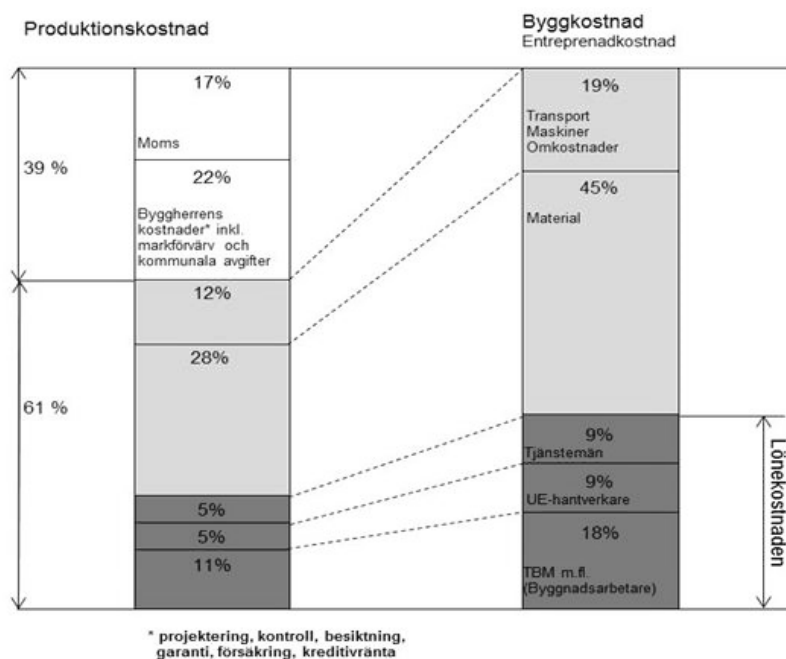 Produktionskostnad
Byggkostnad
Entreprenadkostnad
39 %
61 %
17%
Moms
22%
Byggherrens
kostnader* inkl.
markförvärv och
kommunala avgifter
12%
28%
5%
5%
11%
19%
Transport
Maskiner
Omkostnader
45%
Material
9%
Tjänstemän
9%
UE-hantverkare
18%
TBM m.fl.
(Byggnadsarbetare)
Lönekostnaden
* projektering, kontroll, besiktning,
garanti, försäkring, kreditivränta